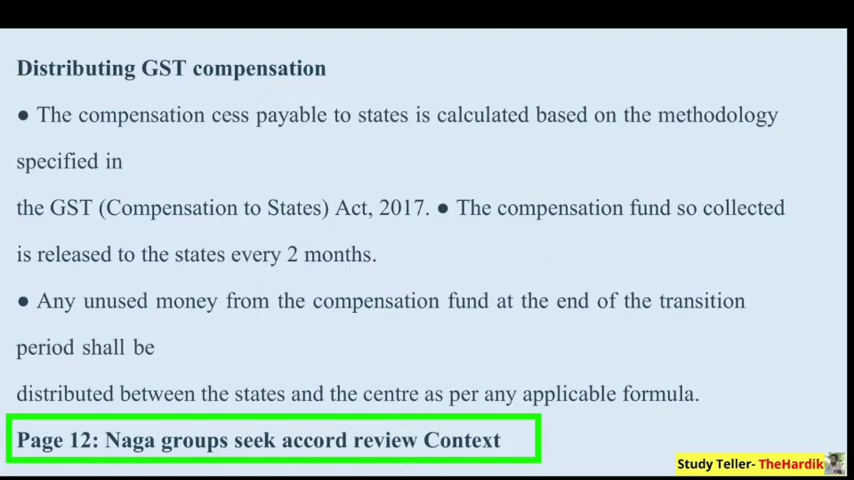 Distributing GST compensation
● The compensation cess payable to states is calculated based on the methodology
specified in
the GST (Compensation to States) Act, 2017. ● The compensation fund so collected
is released to the states every 2 months.
● Any unused money from the compensation fund at the end of the transition
period shall be
distributed between the states and the centre as per any applicable formula.
Page 12: Naga groups seek accord review Context
Study Teller- TheHardik